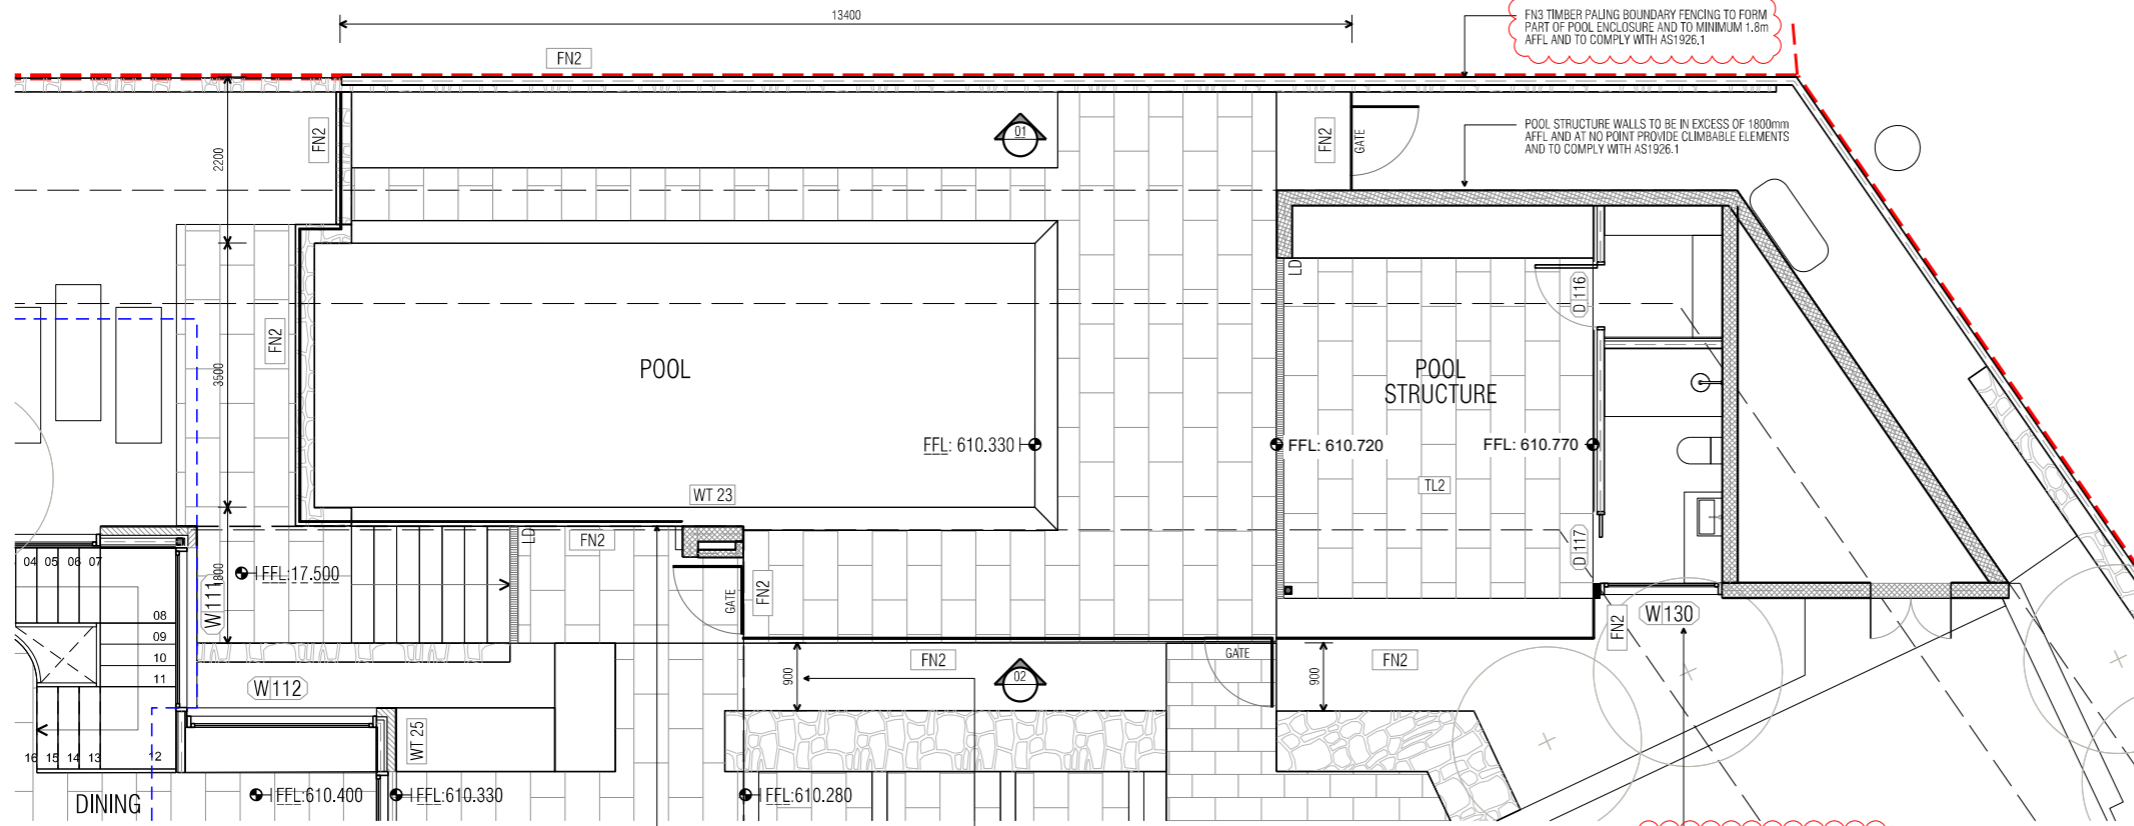 13400
FN3 TIMBER PALING BOUNDARY FENCING TO FORM
PART OF POOL ENCLOSURE AND TO MINIMUM 1.8m
AFFL AND TO COMPLY WITH AS1926.1
FN2
FN2
2200
01
FN2
GATE
POOL STRUCTURE WALLS TO BE IN EXCESS OF 1800mm
AFFL AND AT NO POINT PROVIDE CLIMBABLE ELEMENTS
AND TO COMPLY WITH AS1926.1
LD
D 116
FN2
3500
POOL
POOL
STRUCTURE
FFL: 610.330
FFL: 610.720
FFL: 610.770
WT 23
TL2
LD
FN2
D 117
04 05 06 07
W 111
FFL:17.500
1800
GATE
FN2
08
09
10
11
FN2
W 130
GATE
W 112
900
FN2
02
900
FN2
WT 25
16 15 14 13
12
DINING
FFL:610.400
FFL:610.330
FFL:610.280